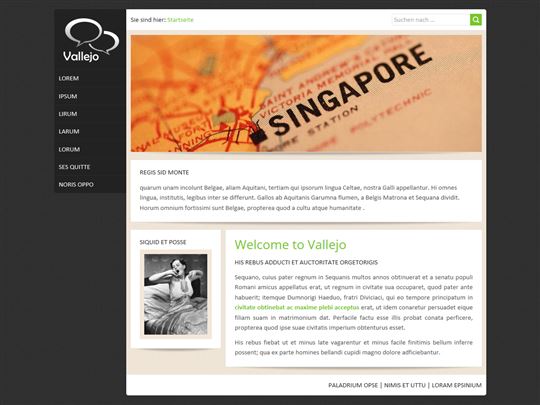 Vallejo
LOREM
IPSUM
LIRUM
LARUM
LORUM
SES QUITTE
NORIS OPPO
Sie sind hier: Startseite
Suchen nach ...
SAINT ANDREW'S CA
VICTORIA MEMORIAL
SINGAPORE
STATION
POLYTECHNIC
REGIS SID MONTE
quarum unam incolunt Belgae, aliam Aquitani, tertiam qui ipsorum lingua Celtae, nostra Galli appellantur. Hi omnes
lingua, institutis, legibus inter se differunt. Gallos ab Aquitanis Garumna flumen, a Belgis Matrona et Sequana dividit.
Horum omnium fortissimi sunt Belgae, propterea quod a cultu atque humanitate .
SIQUID ET POSSE
Welcome to Vallejo
HIS REBUS ADDUCTI ET AUCTORITATE ORGETORIGIS
Sequano, cuius pater regnum in Sequanis multos annos obtinuerat et a senatu populi
Romani amicus appellatus erat, ut regnum in civitate sua occuparet, quod pater ante
habuerit; itemque Dumnorigi Haeduo, fratri Diviciaci, qui eo tempore principatum in
civitate obtinebat ac maxime plebi acceptus erat, ut idem conaretur persuadet eique
filiam suam in matrimonium dat. Perfacile factu esse illis probat conata perficere,
propterea quod ipse suae civitatis imperium obtenturus esset.
His rebus fiebat ut et minus late vagarentur et minus facile finitimis bellum inferre
possent; qua ex parte homines bellandi cupidi magno dolore adficiebantur.
PALADRIUM OPSE | NIMIS ET UTTU | LORAM EPSINIUM